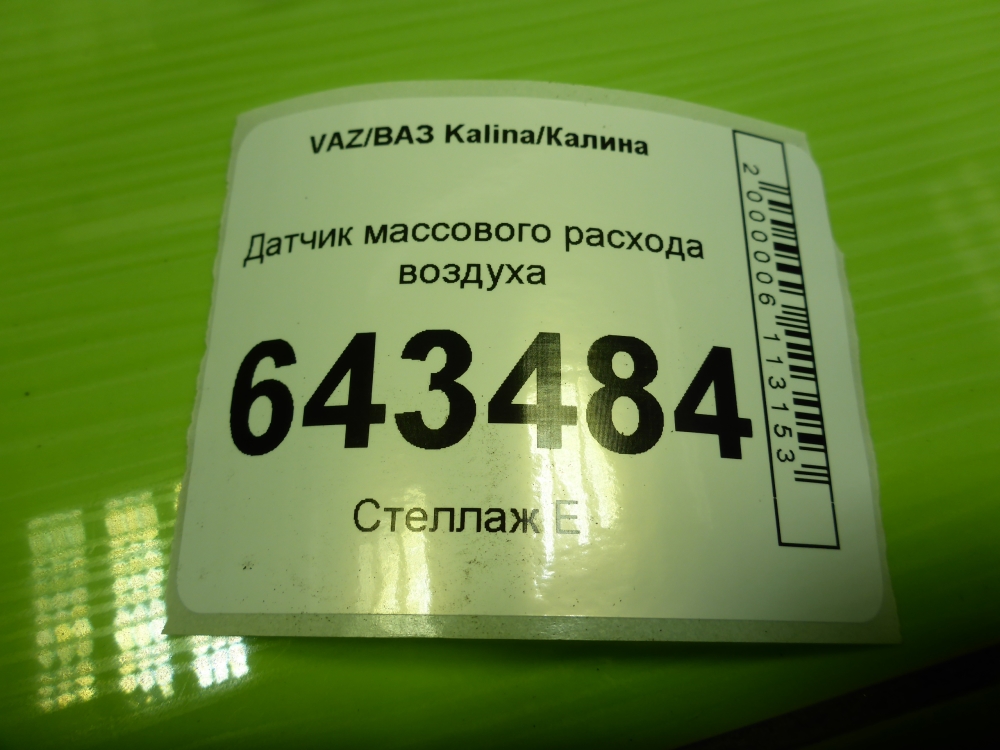 VAZ/ВАЗ Kalina/Калина
Датчик массового расхода
воздуха
643484
Стеллаж E
2000006113153